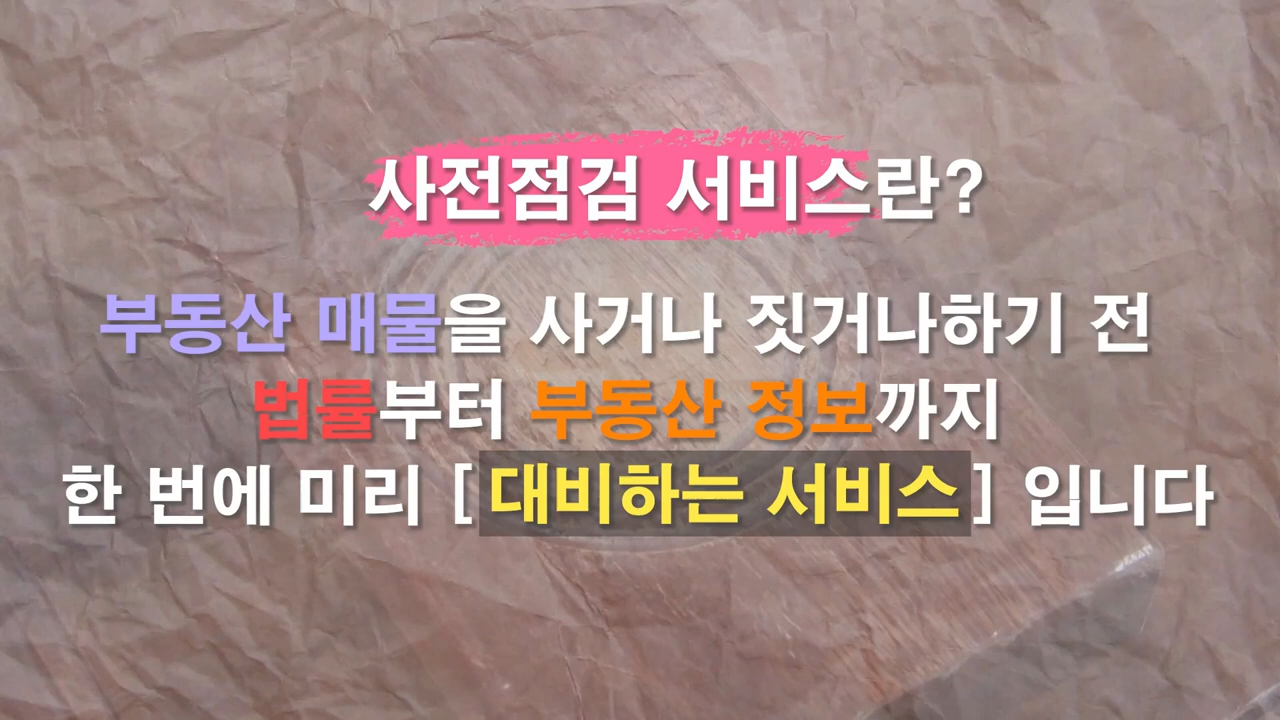 사전점검 서비스란?
부동산 매물을 사거나 짓거나하기 전
법률부터 부동산 정보까지
한 번에 미리 [대비하는 서비스] 입니다